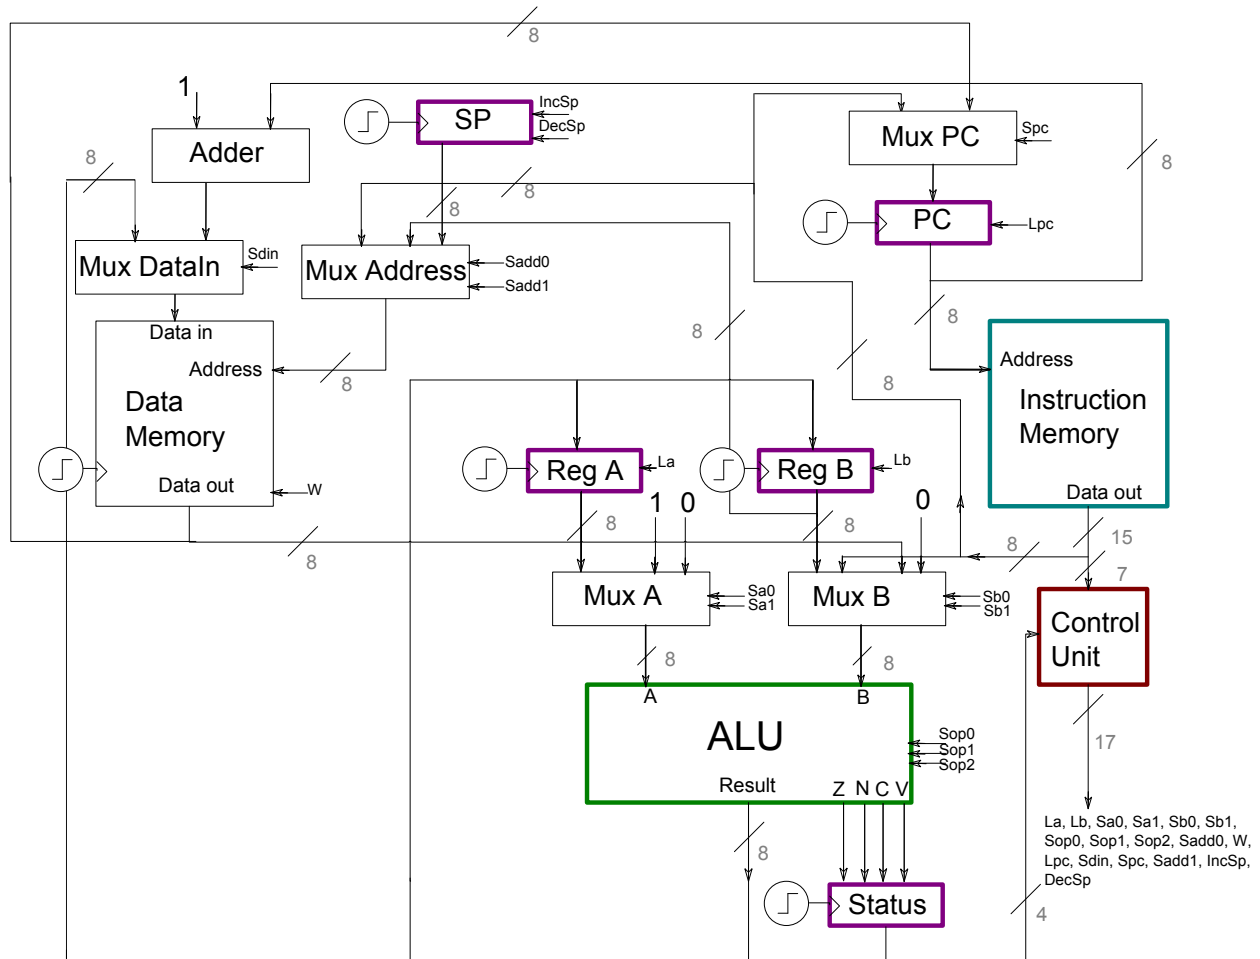 8
1
IncSp
SP
DecSp
Mux PC
Spc
Adder
8
8
8
8
PC
Lpc
Sdin
Mux DataIn
Mux Address
Sadd0
Sadd1
8
8
Data in
Address
8
8
Address
Data
Memory
Instruction
Memory
Reg A
La
Reg B
Lb
Data out
W
Data out
1
0
0
8
8
15
8
8
7
Mux A
Sa0
Sa1
Mux B
Sb0
Sb1
Control
Unit
8
8
A
B
ALU
Sop0
Sop1
Sop2
17
Result
Z
N
C
V
La, Lb, Sa0, Sa1, Sb0, Sb1,
Sop0, Sop1, Sop2, Sadd0, W,
Lpc, Sdin, Spc, Sadd1, IncSp,
DecSp
8
Status
4